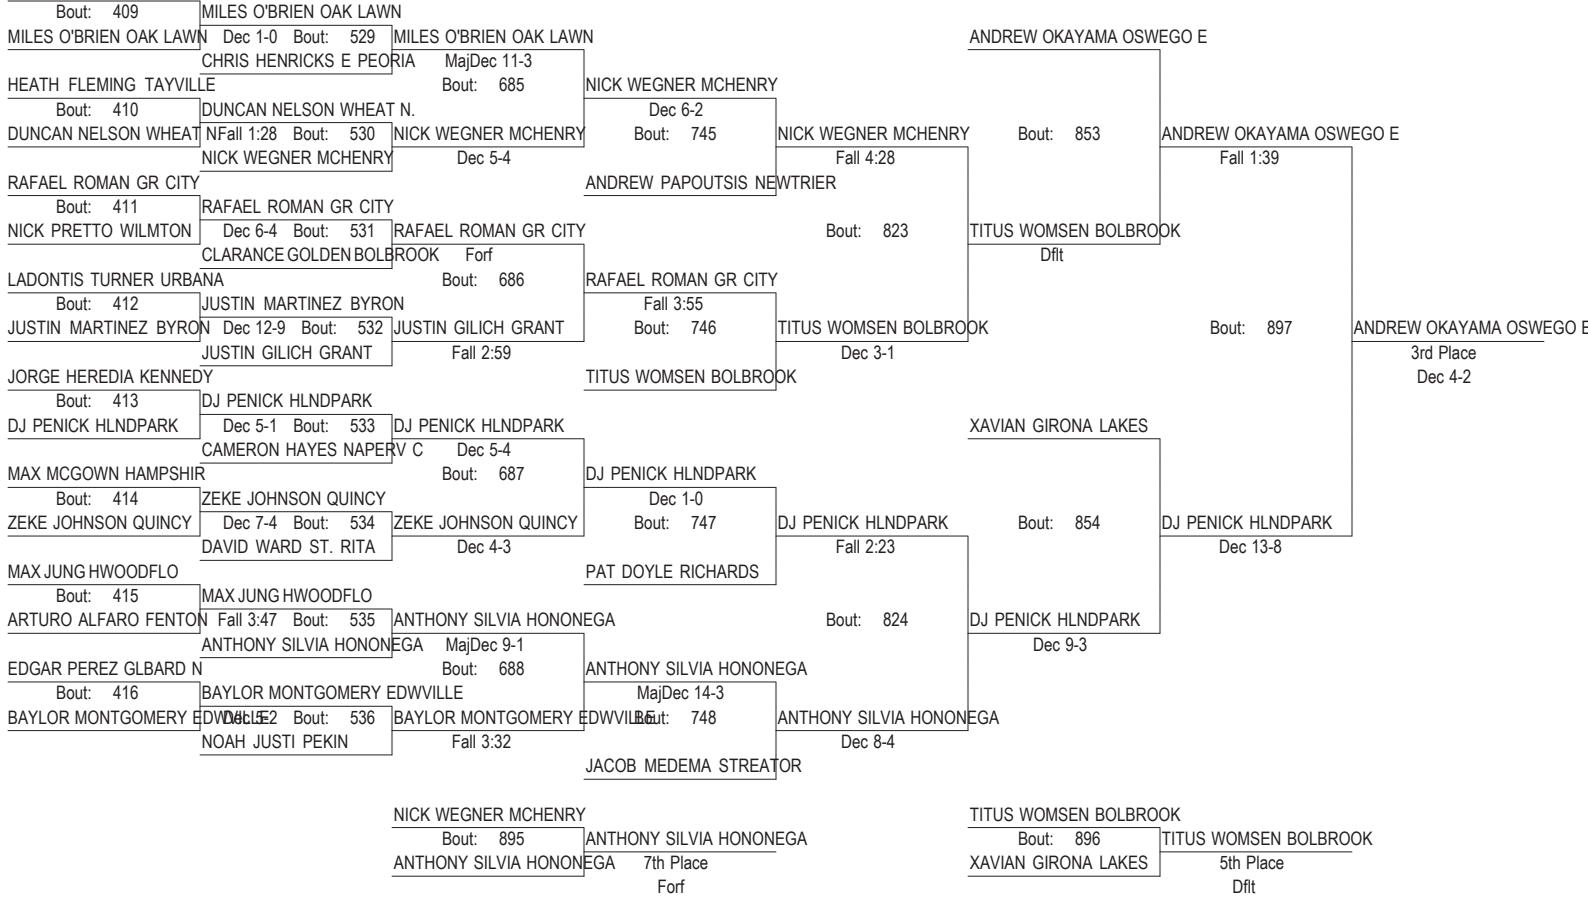 Bout: 409 MILES O'BRIEN OAK LAWN
MILES O'BRIEN OAK LAWN Dec 1-0 Bout: 529 MILES O'BRIEN OAK LAWN ANDREW OKAYAMA OSWEGO E
CHRIS HENRICKS E PEORIA MajDec 11-3
HEATH FLEMING TAYVILLE Bout: 685 NICK WEGNER MCHENRY
Bout: 410 DUNCAN NELSON WHEAT N. Dec 6-2
DUNCAN NELSON WHEAT N Fall 1:28 Bout: 530 NICK WEGNER MCHENRY Bout: 745 NICK WEGNER MCHENRY Bout: 853 ANDREW OKAYAMA OSWEGO E
NICK WEGNER MCHENRY Dec 5-4 Fall 4:28 Fall 1:39
RAFAEL ROMAN GR CITY ANDREW PAPOUTSIS NEWTRIER
Bout: 411 RAFAEL ROMAN GR CITY
NICK PRETTO WILMTON Dec 6-4 Bout: 531 RAFAEL ROMAN GR CITY Bout: 823 TITUS WOMSEN BOLBROOK
CLARANCE GOLDEN BOLBROOK Forf Dflt
LADONTIS TURNER URBANA Bout: 686 RAFAEL ROMAN GR CITY
Bout: 412 JUSTIN MARTINEZ BYRON Fall 3:55
JUSTIN MARTINEZ BYRON Dec 12-9 Bout: 532 JUSTIN GILICH GRANT Bout: 746 TITUS WOMSEN BOLBROOK Bout: 897 ANDREW OKAYAMA OSWEGO E
JUSTIN GILICH GRANT Fall 2:59 Dec 3-1 3rd Place
JORGE HEREDIA KENNEDY TITUS WOMSEN BOLBROOK Dec 4-2
Bout: 413 DJ PENICK HLNDPARK
DJ PENICK HLNDPARK Dec 5-1 Bout: 533 DJ PENICK HLNDPARK XAVIAN GIRONA LAKES
CAMERON HAYES NAPERV C Dec 5-4
MAX MCGOWN HAMPSHIR Bout: 687 DJ PENICK HLNDPARK
Bout: 414 ZEKE JOHNSON QUINCY Dec 1-0
ZEKE JOHNSON QUINCY Dec 7-4 Bout: 534 ZEKE JOHNSON QUINCY Bout: 747 DJ PENICK HLNDPARK Bout: 854 DJ PENICK HLNDPARK
DAVID WARD ST. RITA Dec 4-3 Fall 2:23 Dec 13-8
MAX JUNG HWOODFLO PAT DOYLE RICHARDS
Bout: 415 MAX JUNG HWOODFLO
ARTURO ALFARO FENTON Fall 3:47 Bout: 535 ANTHONY SILVIA HONONEGA Bout: 824 DJ PENICK HLNDPARK
ANTHONY SILVIA HONONEGA MajDec 9-1 Dec 9-3
EDGAR PEREZ GLBARD N Bout: 688 ANTHONY SILVIA HONONEGA
Bout: 416 BAYLOR MONTGOMERY EDWVILLE MajDec 14-3
BAYLOR MONTGOMERY EDWVILLE Dec 5-2 Bout: 536 BAYLOR MONTGOMERY EDWVILLE Bout: 748 ANTHONY SILVIA HONONEGA
NOAH JUSTI PEKIN Fall 3:32 Dec 8-4
JACOB MEDEMA STREATOR
NICK WEGNER MCHENRY TITUS WOMSEN BOLBROOK
Bout: 895 ANTHONY SILVIA HONONEGA Bout: 896 TITUS WOMSEN BOLBROOK
ANTHONY SILVIA HONONEGA 7th Place XAVIAN GIRONA LAKES 5th Place
Forf Dflt